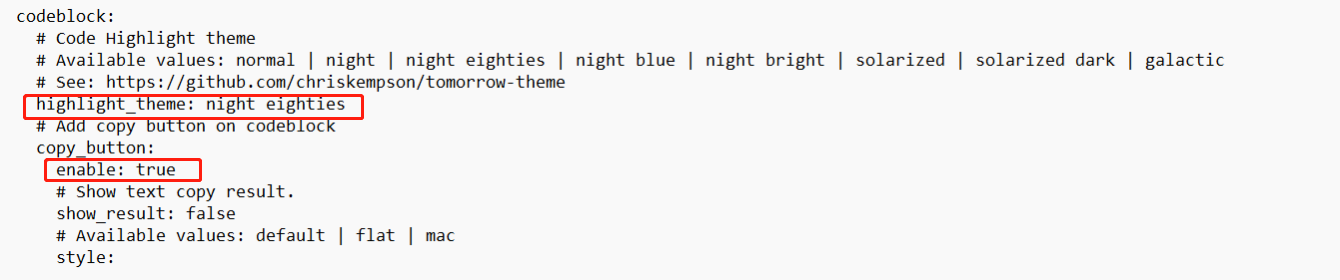 codeblock:
# Code Highlight theme
# Available values: normal | night | night eighties | night blue | night bright | solarized | solarized dark | galactic
# See: https://github.com/chriskempson/tomorrow-theme
highlight_theme: night eighties
# Add copy button on codeblock
copy_button:
enable: true
# Show text copy result.
show_result: false
# Available values: default | flat | mac
style: